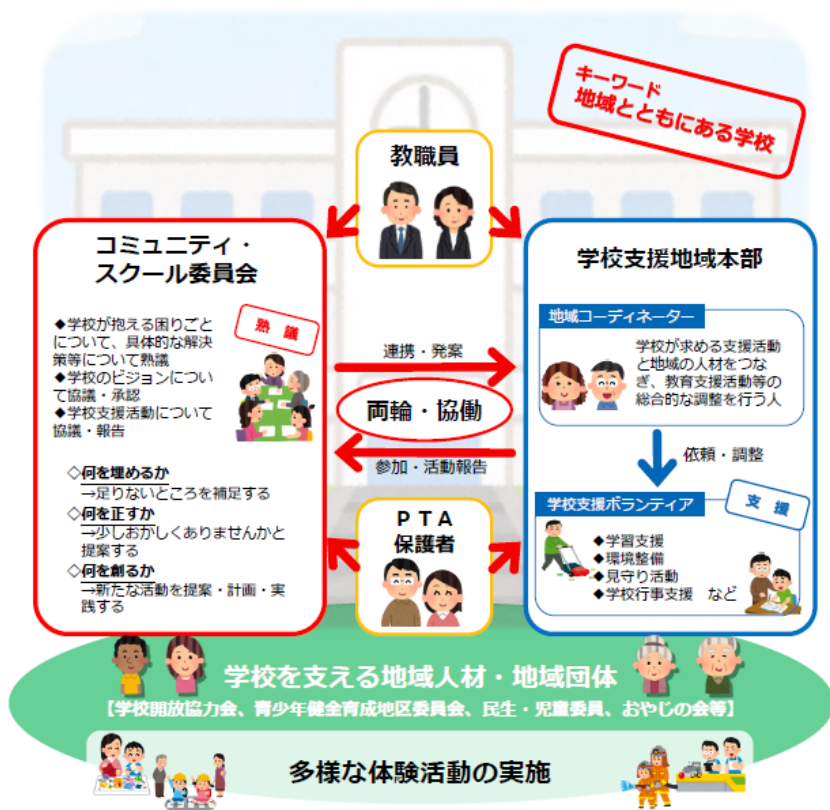 キーワード
地域とともにある学校
教職員
コミュニティ・
スクール委員会
熟 議
◆学校が抱える困りごと
について、具体的な解決
策等について熟議
◆学校のビジョンについ
て協議・承認
◆学校支援活動について
協議・報告
◇何を埋めるか
→足りないところを補足する
◇何を正すか
→少しおかしくありませんかと
提案する
◇何を創るか
→新たな活動を提案・計画・実
践する
連携・発案
両輪・協働
参加・活動報告
PTA
保護者
学校支援地域本部
地域コーディネーター
学校が求める支援活動
と地域の人材をつな
ぎ、教育支援活動等の
総合的な調整を行う人
依頼・調整
学校支援ボランティア
支 援
◆学習支援
◆環境整備
◆見守り活動
◆学校行事支援 など
学校を支える地域人材・地域団体
【学校開放協力会、青少年健全育成地区委員会、民生・児童委員、おやじの会等】
多様な体験活動の実施